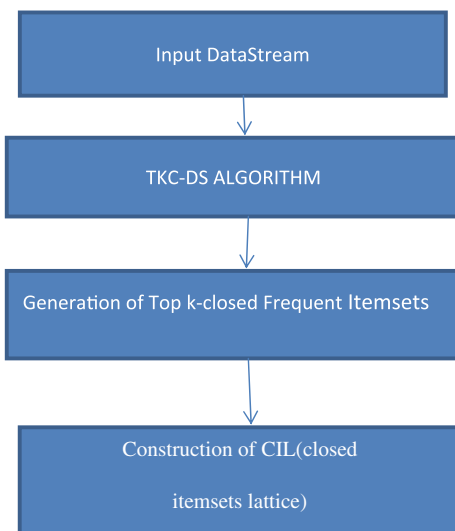 Input DataStream
TKC-DS ALGORITHM
Generation of Top k-closed Frequent Itemsets
Construction of CIL(closed
itemsets lattice)